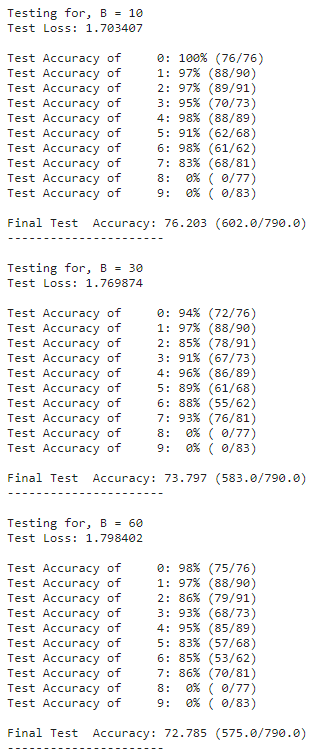 Testing for, B = 10
Test Loss: 1.703407
Test Accuracy of     0: 100% (76/76)
Test Accuracy of     1: 97% (88/90)
Test Accuracy of     2: 97% (89/91)
Test Accuracy of     3: 95% (70/73)
Test Accuracy of     4: 98% (88/89)
Test Accuracy of     5: 91% (62/68)
Test Accuracy of     6: 98% (61/62)
Test Accuracy of     7: 83% (68/81)
Test Accuracy of     8:  0% ( 0/77)
Test Accuracy of     9:  0% ( 0/83)
Final Test  Accuracy: 76.203 (602.0/790.0)
----------------------
Testing for, B = 30
Test Loss: 1.769874
Test Accuracy of     0: 94% (72/76)
Test Accuracy of     1: 97% (88/90)
Test Accuracy of     2: 85% (78/91)
Test Accuracy of     3: 91% (67/73)
Test Accuracy of     4: 96% (86/89)
Test Accuracy of     5: 89% (61/68)
Test Accuracy of     6: 88% (55/62)
Test Accuracy of     7: 93% (76/81)
Test Accuracy of     8:  0% ( 0/77)
Test Accuracy of     9:  0% ( 0/83)
Final Test  Accuracy: 73.797 (583.0/790.0)
----------------------
Testing for, B = 60
Test Loss: 1.798402
Test Accuracy of     0: 98% (75/76)
Test Accuracy of     1: 97% (88/90)
Test Accuracy of     2: 86% (79/91)
Test Accuracy of     3: 93% (68/73)
Test Accuracy of     4: 95% (85/89)
Test Accuracy of     5: 83% (57/68)
Test Accuracy of     6: 85% (53/62)
Test Accuracy of     7: 86% (70/81)
Test Accuracy of     8:  0% ( 0/77)
Test Accuracy of     9:  0% ( 0/83)
Final Test  Accuracy: 72.785 (575.0/790.0)
----------------------